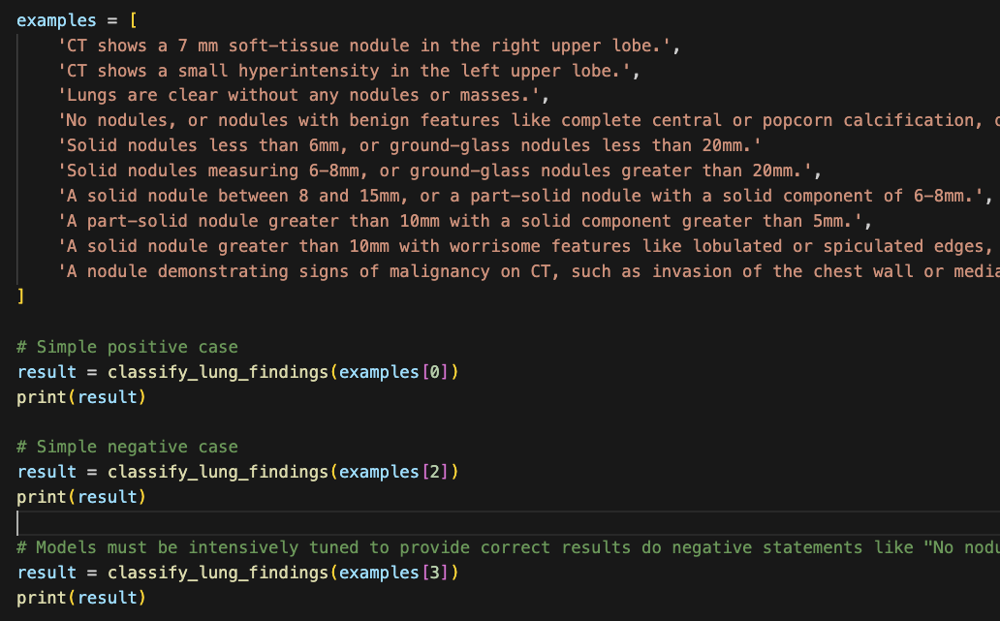 examples = [
'CT shows a 7 mm soft-tissue nodule in the right upper lobe.',
'CT shows a small hyperintensity in the left upper lobe.',
'Lungs are clear without any nodules or masses.',
'No nodules, or nodules with benign features like complete central or popcorn calcification,
'Solid nodules less than 6mm, or ground-glass nodules less than 20mm.'
'Solid nodules measuring 6-8mm, or ground-glass nodules greater than 20mm.',
'A solid nodule between 8 and 15mm, or a part-solid nodule with a solid component of 6-8mm.',
'A part-solid nodule greater than 10mm with a solid component greater than 5mm.',
'A solid nodule greater than 10mm with worrisome features like lobulated or spiculated edges,
'A nodule demonstrating signs of malignancy on CT, such as invasion of the chest wall or media
]
# Simple positive case
result = classify_lung_findings(examples[0])
print(result)
# Simple negative case
result = classify_lung_findings(examples[2])
print(result)
# Models must be intensively tuned to provide correct results do negative statements like "No nodu
result = classify_lung_findings(examples[3])
print(result)